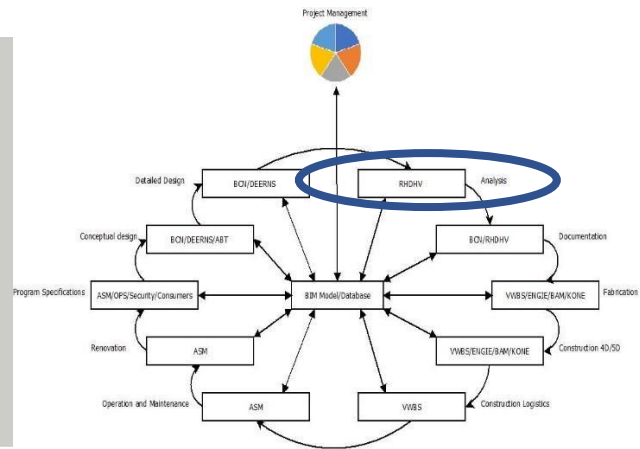 Project Management
Detailed Design
BCN/DEERNS
RHDHV
Analysis
Conceptual design
BCN/DEERNS/ABT
BCN/RHDHV
Documentation
Program Specifications
ASM/OPS/Security/Consumers
BIM Model/Database
VWBS/ENGIE/BAM/KONE
Fabrication
Renovation
ASM
VWBS/ENGIE/BAM/KONE
Construction 4D/5D
Operation and Maintenance
ASM
VWBS
Construction Logistics